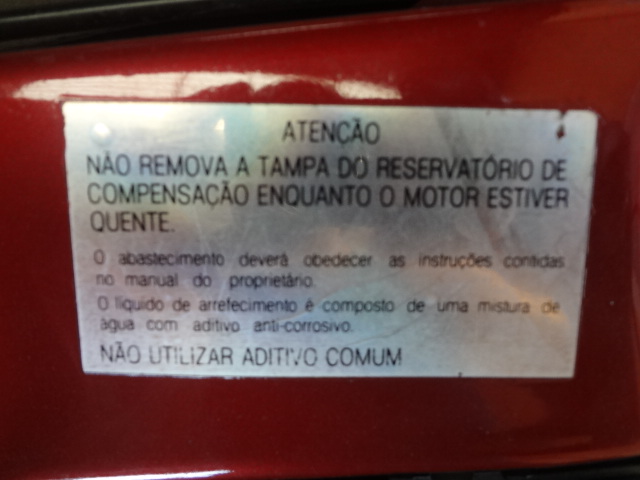 ATENÇÃO
NÃO REMOVA A TAMPA DO RESERVATÓRIO DE
COMPENSAÇÃO ENQUANTO O MOTOR ESTIVER
QUENTE.
O abastecimento deverá obedecer as instruções contidas
no manual do proprietário.
O líquido de arrefecimento é composto de uma mistura de
água com aditivo anti-corrosivo.
NÃO UTILIZAR ADITIVO COMUM